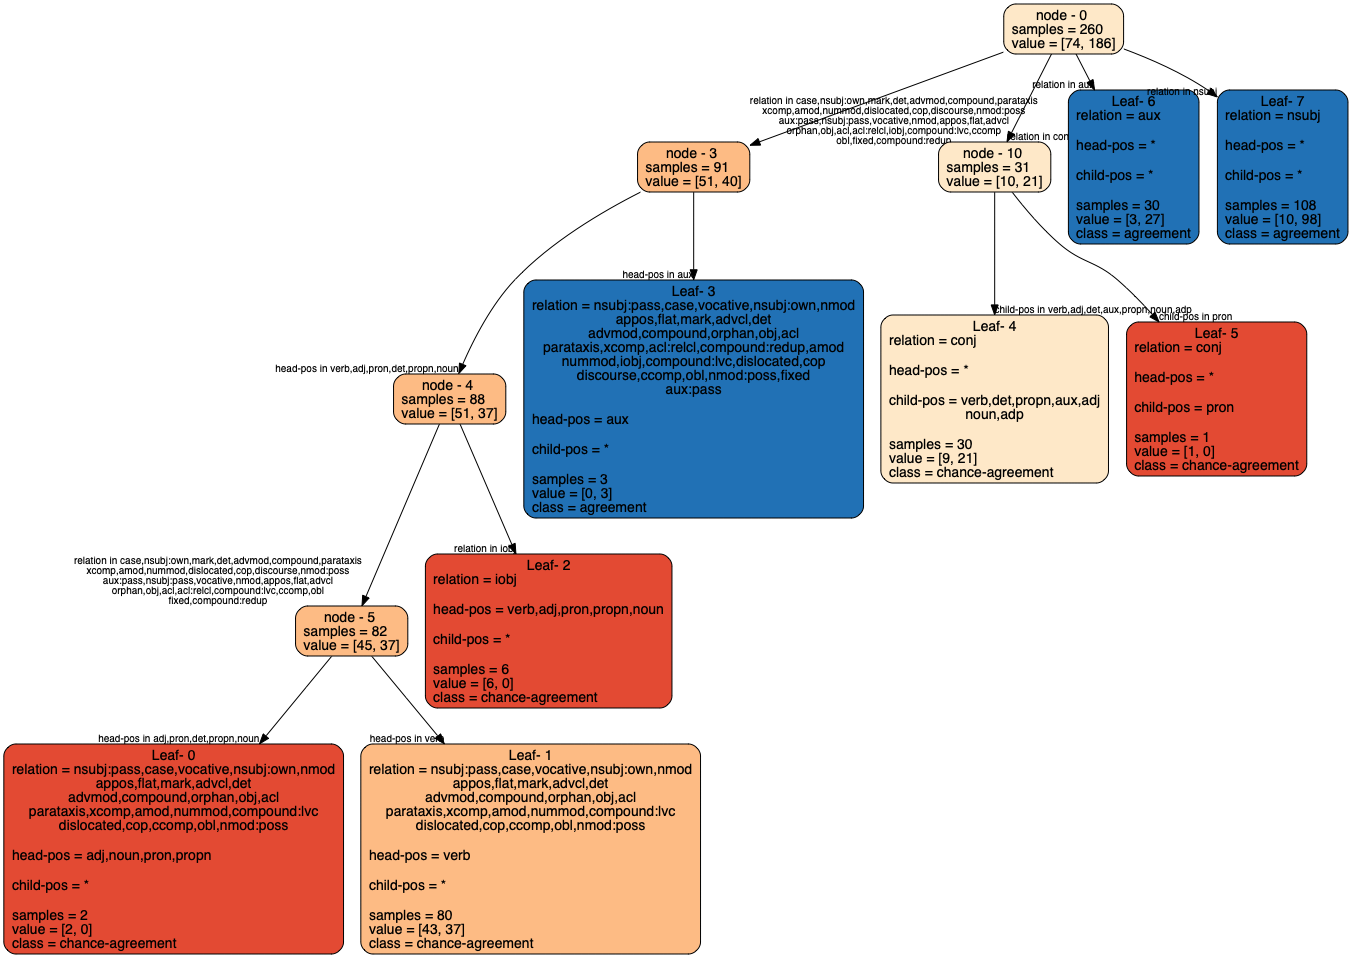 node - 0
samples = 260
value = [74, 186]
relation in case,nsubj:own,mark,det,advmod,compound,parataxis
xcomp,amod,nummod,dislocated,cop,discourse,nmod:poss
aux:pass,nsubj:pass,vocative,nmod,appos,flat,advcl
orphan,obj,acl,acl:relcl,iobj,compound:lvc,ccomp
obl,fixed,compound:redup
relation in con
relation in aux
relation in nsubj
node - 3
samples = 91
value = [51, 40]
node - 10
samples = 31
value = [10, 21]
Leaf- 6
relation = aux
head-pos = *
child-pos = *
samples = 30
value = [3, 27]
class = agreement
Leaf- 7
relation = nsubj
head-pos = *
child-pos = *
samples = 108
value = [10, 98]
class = agreement
head-pos in verb,adj,pron,det,propn,noun
head-pos in aux
child-pos in verb,adj,det,aux,propn,noun,adp
child-pos in pron
node - 4
samples = 88
value = [51, 37]
Leaf- 3
relation = nsubj:pass,case,vocative,nsubj:own,nmod
appos,flat,mark,advcl,det
advmod,compound,orphan,obj,acl
parataxis,xcomp,acl:relcl,compound:redup,amod
nummod,iobj,compound:lvc,dislocated,cop
discourse,ccomp,obl,nmod:poss,fixed
aux:pass
head-pos = aux
child-pos = *
samples = 3
value = [0, 3]
class = agreement
Leaf- 4
relation = conj
head-pos = *
child-pos = verb,det,propn,aux,adj
noun,adp
samples = 30
value = [9, 21]
class = chance-agreement
Leaf- 5
relation = conj
head-pos = *
child-pos = pron
samples = 1
value = [1, 0]
class = chance-agreement
relation in case,nsubj:own,mark,det,advmod,compound,parataxis
xcomp,amod,nummod,dislocated,cop,discourse,nmod:poss
aux:pass,nsubj:pass,vocative,nmod,appos,flat,advcl
orphan,obj,acl,acl:relcl,compound:lvc,ccomp,obl
fixed,compound:redup
relation in iobj
node - 5
samples = 82
value = [45, 37]
Leaf- 2
relation = iobj
head-pos = verb,adj,pron,propn,noun
child-pos = *
samples = 6
value = [6, 0]
class = chance-agreement
head-pos in adj,pron,det,propn,noun
head-pos in verb
Leaf- 0
relation = nsubj:pass,case,vocative,nsubj:own,nmod
appos,flat,mark,advcl,det
advmod,compound,orphan,obj,acl
parataxis,xcomp,amod,nummod,compound:lvc
dislocated,cop,ccomp,obl,nmod:poss
head-pos = adj,noun,pron,propn
child-pos = *
samples = 2
value = [2, 0]
class = chance-agreement
Leaf- 1
relation = nsubj:pass,case,vocative,nsubj:own,nmod
appos,flat,mark,advcl,det
advmod,compound,orphan,obj,acl
parataxis,xcomp,amod,nummod,compound:lvc
dislocated,cop,ccomp,obl,nmod:poss
head-pos = verb
child-pos = *
samples = 80
value = [43, 37]
class = chance-agreement